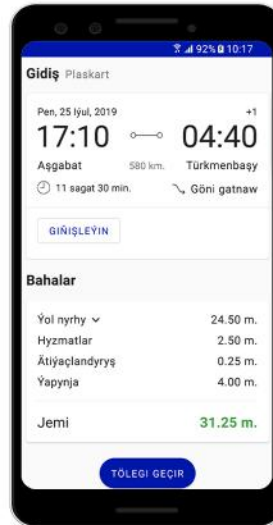 92% 10:17
Gidiş Plaskart
Pen, 25 Iýul, 2019 +1
17:10 04:40
Aşgabat 580 km. Türkmenbaşy
11 sagat 30 min. Göni gatnaw
GIŇIŞLEÝIN
Bahalar
Ýol nyrhy 24.50 m.
Hyzmatlar 2.50 m.
Ätiýaçlandyryş 0.25 m.
Ýapynja 4.00 m.
Jemi 31.25 m.
TÖLEGI GEÇIR